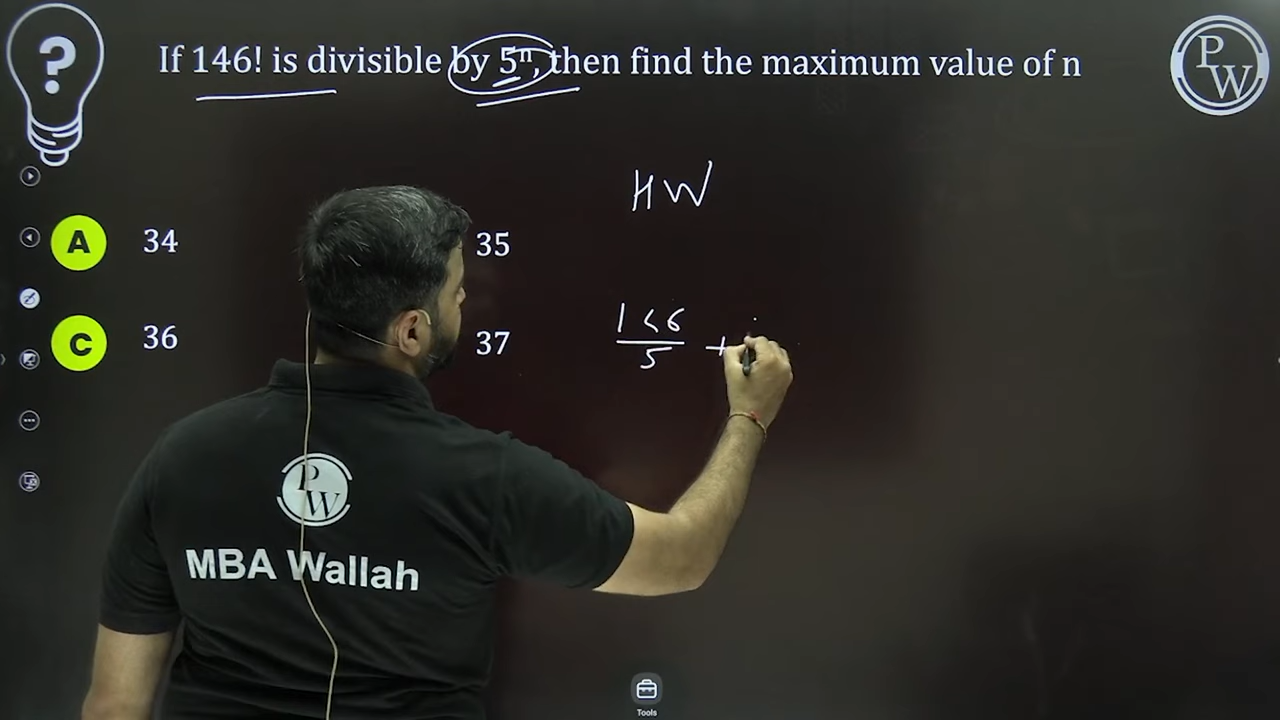 If 146! is divisible by 5ⁿ, then find the maximum value of n
P
W
HW
A 34
35
C 36
37
146
5
+
P
W
MBA Wallah
Tools